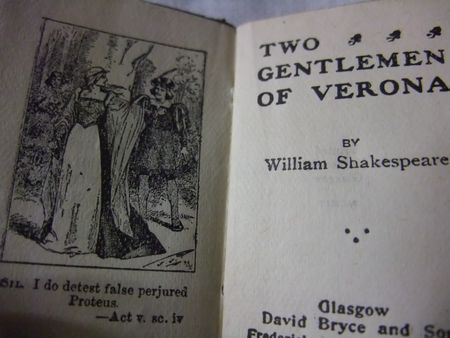 SIL. I do detest false perjured
Proteus.
—Act v. sc. iv
TWO
GENTLEMEN
OF VERONA
BY
William Shakespeare
Glasgow
David Bryce and Son